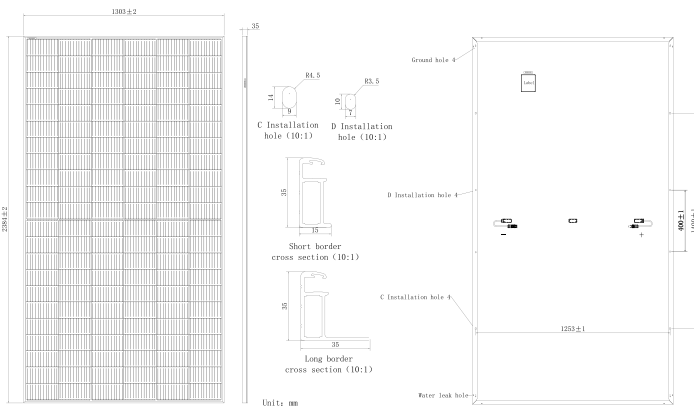 1303±2
35
2384±2
R4.5
14
9
C Installation
hole (10:1)
R3.5
10
7
D Installation
hole (10:1)
35
15
Short border
cross section (10:1)
35
35
Long border
cross section (10:1)
Unit: mm
Ground hole 4
Label
D Installation hole 4
−
+
400±1
C Installation hole 4
1253±1
Water leak hole